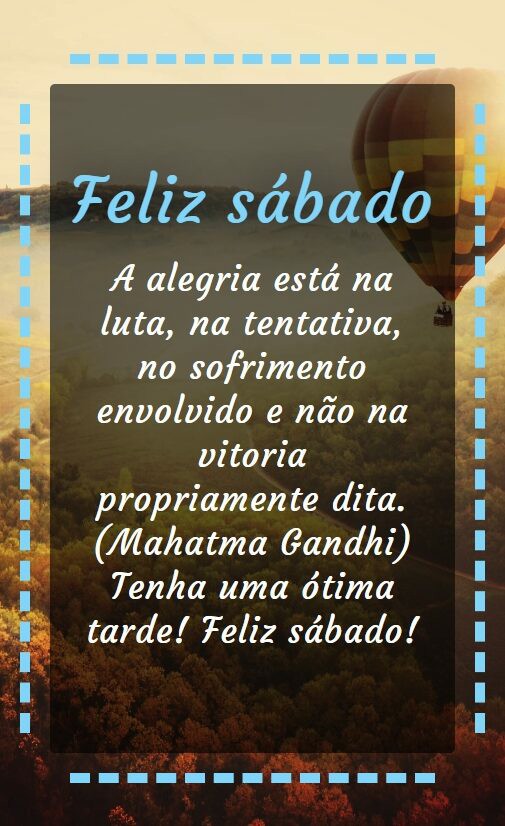 Feliz sábado
A alegria está na
luta, na tentativa,
no sofrimento
envolvido e não na
vitoria
propriamente dita.
(Mahatma Gandhi)
Tenha uma ótima
tarde! Feliz sábado!